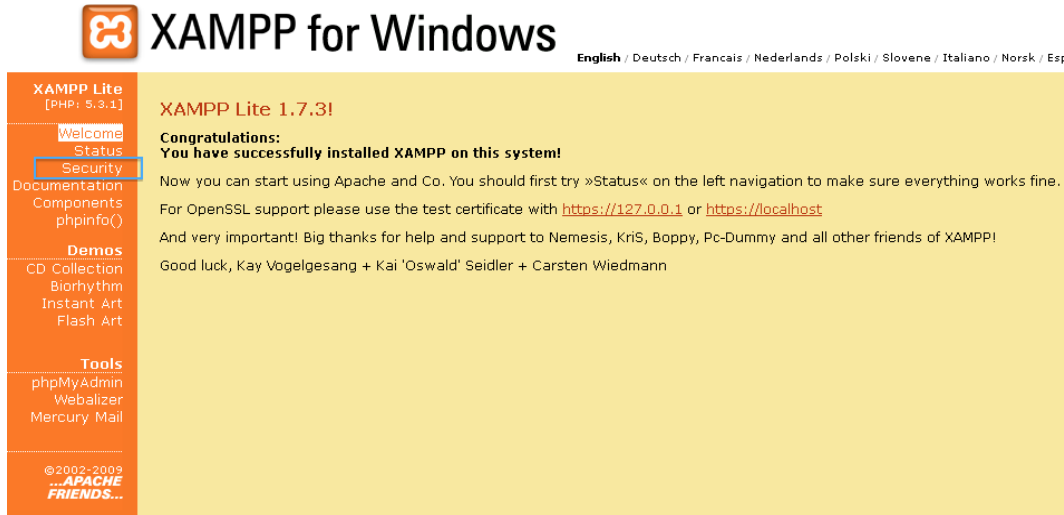 XAMPP for Windows
English / Deutsch / Francais / Nederlands / Polski / Slovene / Italiano / Norsk /
XAMPP Lite
[PHP: 5.3.1]
Welcome
Status
Security
Documentation
Components
phpinfo()
Demos
CD Collection
Biorhythm
Instant Art
Flash Art
Tools
phpMyAdmin
Webalizer
Mercury Mail
©2002-2009
...APACHE
FRIENDS...
XAMPP Lite 1.7.3!
Congratulations:
You have successfully installed XAMPP on this system!
Now you can start using Apache and Co. You should first try »Status« on the left navigation to make sure everything works fine.
For OpenSSL support please use the test certificate with https://127.0.0.1 or https://localhost
And very important! Big thanks for help and support to Nemesis, KriS, Boppy, Pc-Dummy and all other friends of XAMPP!
Good luck, Kay Vogelgesang + Kai 'Oswald' Seidler + Carsten Wiedmann